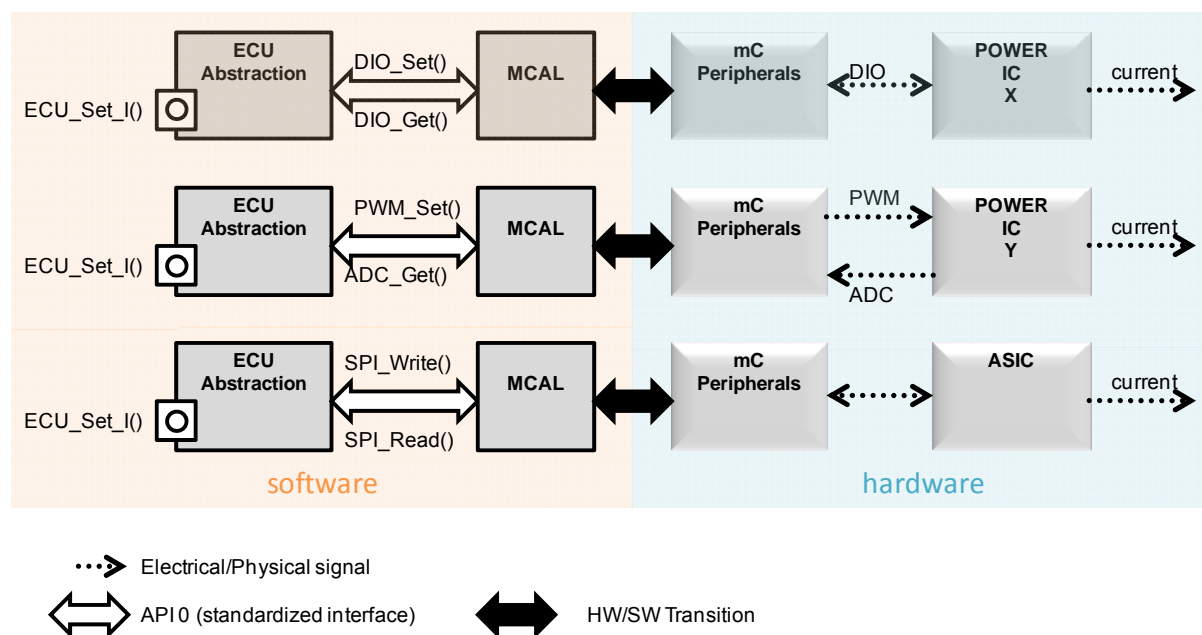 ECU
Abstraction
DIO_Set()
DIO_Get()
MCAL
mC
Peripherals
DIO
POWER
IC
X
current
ECU_Set_I()
ECU
Abstraction
PWM_Set()
ADC_Get()
MCAL
mC
Peripherals
PWM
ADC
POWER
IC
Y
current
ECU_Set_I()
ECU
Abstraction
SPI_Write()
SPI_Read()
MCAL
mC
Peripherals
ASIC
current
ECU_Set_I()
software
hardware
Electrical/Physical signal
API 0 (standardized interface)
HW/SW Transition